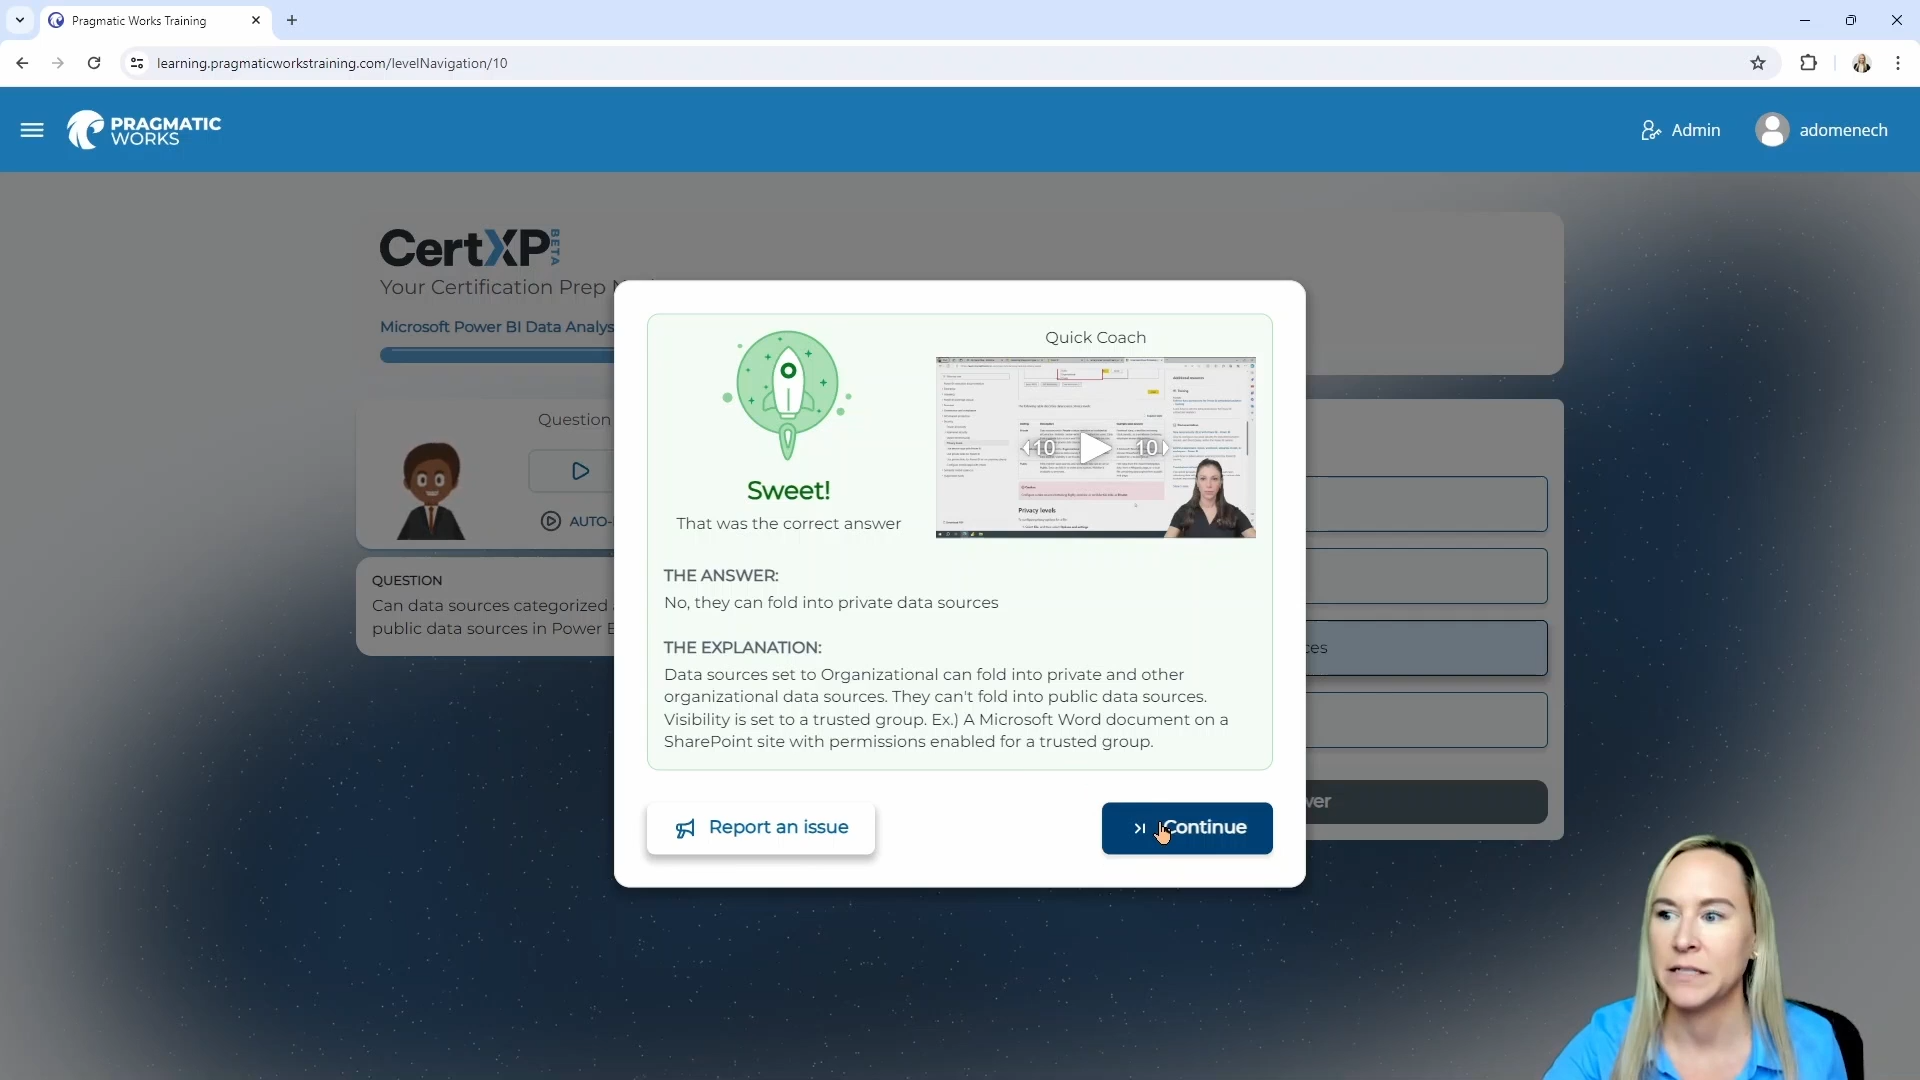 Pragmatic Works Training
learning.pragmaticworkstraining.com/levelNavigation/10
PRAGMATIC
WORKS
Admin
adomenech
CertXP
BETA
Your Certification Prep
Microsoft Power BI Data Analys
Question
AUTO-
QUESTION
Can data sources categorized
public data sources in Power
Quick Coach
10
10
Privacy levels
Sweet!
That was the correct answer
THE ANSWER:
No, they can fold into private data sources
THE EXPLANATION:
Data sources set to Organizational can fold into private and other
organizational data sources. They can't fold into public data sources.
Visibility is set to a trusted group. Ex.) A Microsoft Word document on a
SharePoint site with permissions enabled for a trusted group.
Report an issue
Continue
ces
wer